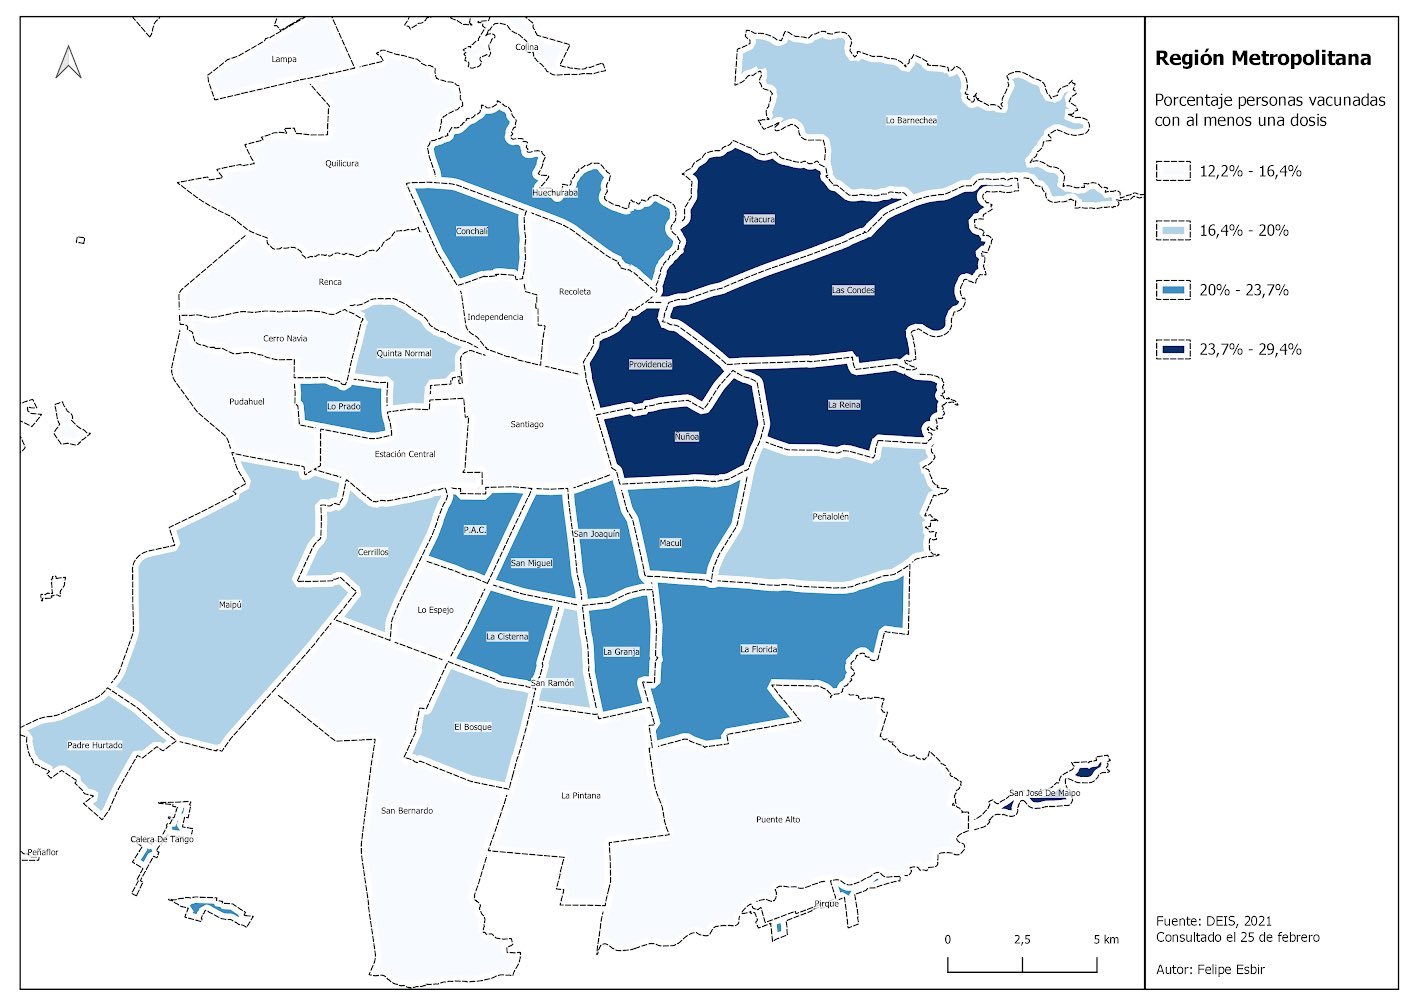 Región Metropolitana
Porcentaje personas vacunadas
con al menos una dosis
12,2% - 16,4%
16,4% - 20%
20% - 23,7%
23,7% - 29,4%
Colina
Lampa
Lo Barnechea
Quilicura
Huechuraba
Vitacura
Conchalí
Renca
Las Condes
Recoleta
Independencia
Cerro Navia
Quinta Normal
Providencia
Pudahuel
Lo Prado
La Reina
Santiago
Ñuñoa
Estación Central
Peñalolén
P.A.C.
San Joaquín
Macul
Cerrillos
San Miguel
Maipú
Lo Espejo
La Cisterna
La Granja
La Florida
San Ramón
El Bosque
Padre Hurtado
San José De Maipo
La Pintana
San Bernardo
Puente Alto
Calera De Tango
Peñaflor
Pirque
0 2,5 5 km
Fuente: DEIS, 2021
Consultado el 25 de febrero
Autor: Felipe Esbir